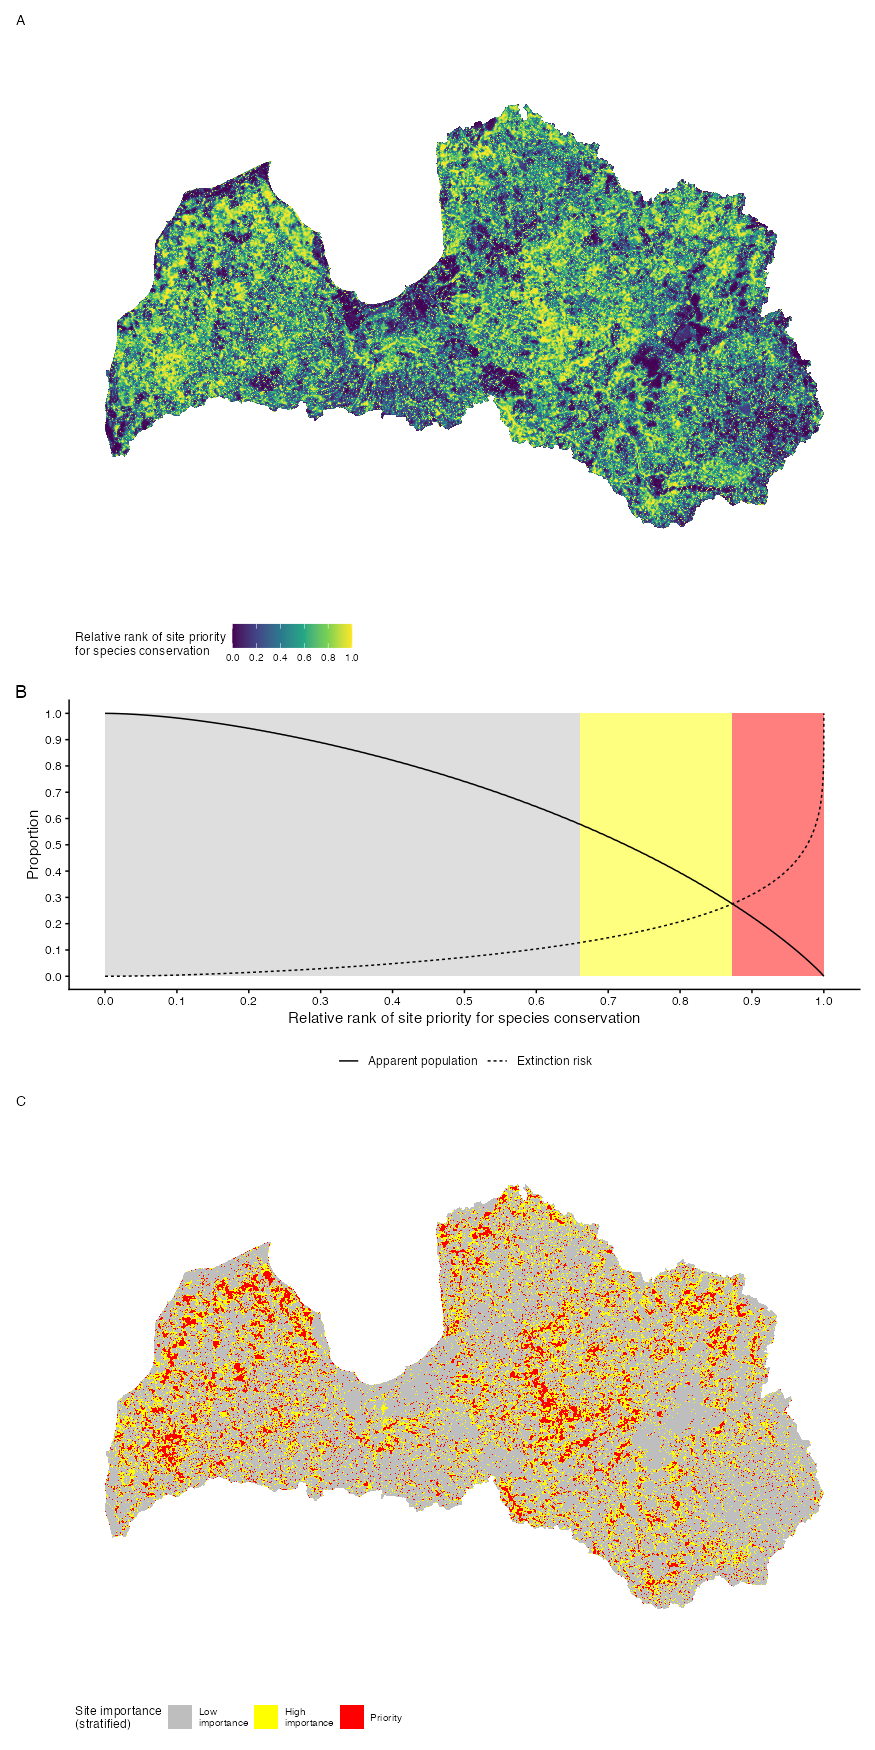 A
Relative rank of site priority
for species conservation
0.0 0.2 0.4 0.6 0.8 1.0
B
Proportion
1.0
0.9
0.8
0.7
0.6
0.5
0.4
0.3
0.2
0.1
0.0
0.0 0.1 0.2 0.3 0.4 0.5 0.6 0.7 0.8 0.9 1.0
Relative rank of site priority for species conservation
Apparent population Extinction risk
C
Site importance
(stratified)
Low
importance
High
importance
Priority